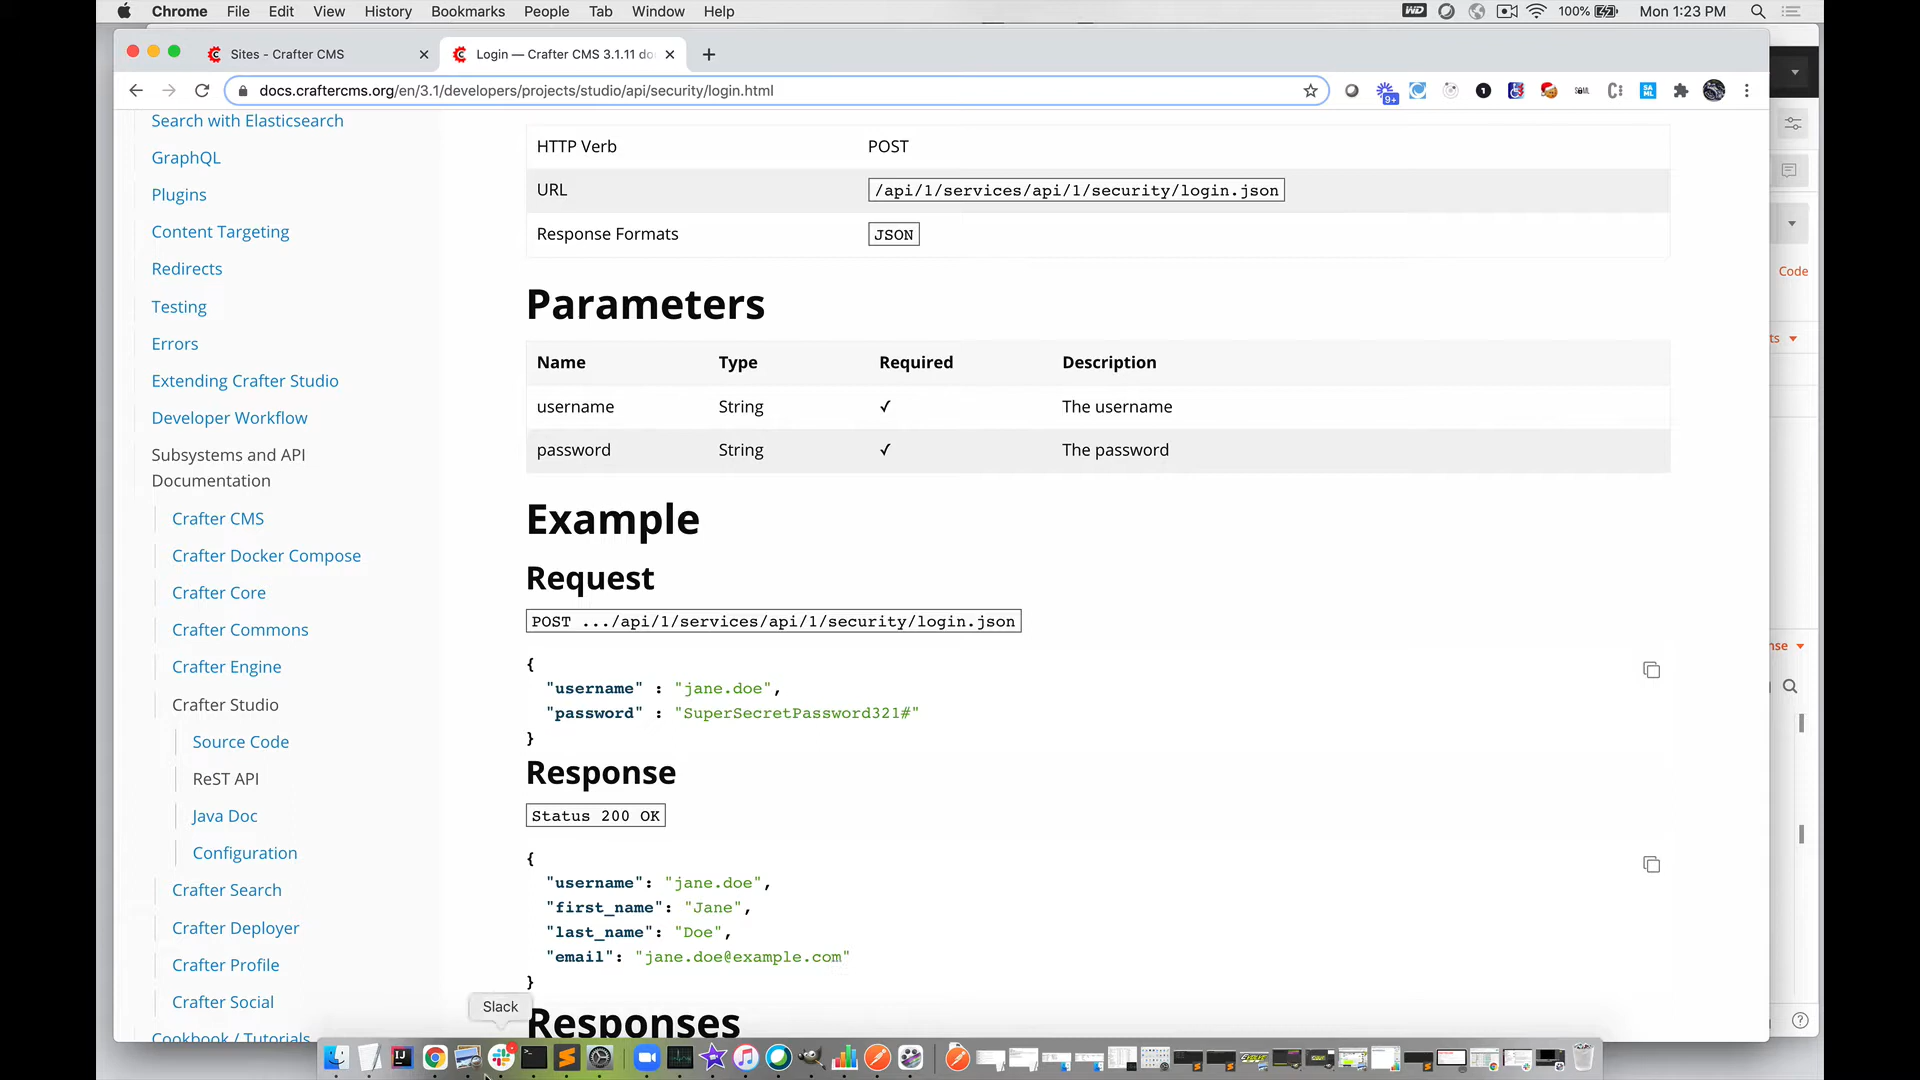 Chrome File Edit View History Bookmarks People Tab Window Help
WD 100% Mon 1:23 PM
Sites - Crafter CMS
Login — Crafter CMS 3.1.11 do
docs.craftercms.org/en/3.1/developers/projects/studio/api/security/login.html
9+
Search with Elasticsearch
GraphQL
Plugins
Content Targeting
Redirects
Testing
Errors
Extending Crafter Studio
Developer Workflow
Subsystems and API
Documentation
Crafter CMS
Crafter Docker Compose
Crafter Core
Crafter Commons
Crafter Engine
Crafter Studio
Source Code
ReST API
Java Doc
Configuration
Crafter Search
Crafter Deployer
Crafter Profile
Crafter Social
Cookbook / Tutorials
HTTP Verb POST
URL /api/1/services/api/1/security/login.json
Response Formats JSON
Parameters
Name Type Required Description
username String ✓ The username
password String ✓ The password
Example
Request
POST .../api/1/services/api/1/security/login.json
{
"username" : "jane.doe",
"password" : "SuperSecretPassword321#"
}
Response
Status 200 OK
{
"username": "jane.doe",
"first_name": "Jane",
"last_name": "Doe",
"email": "jane.doe@example.com"
}
Responses
Code
ts
nse
Slack